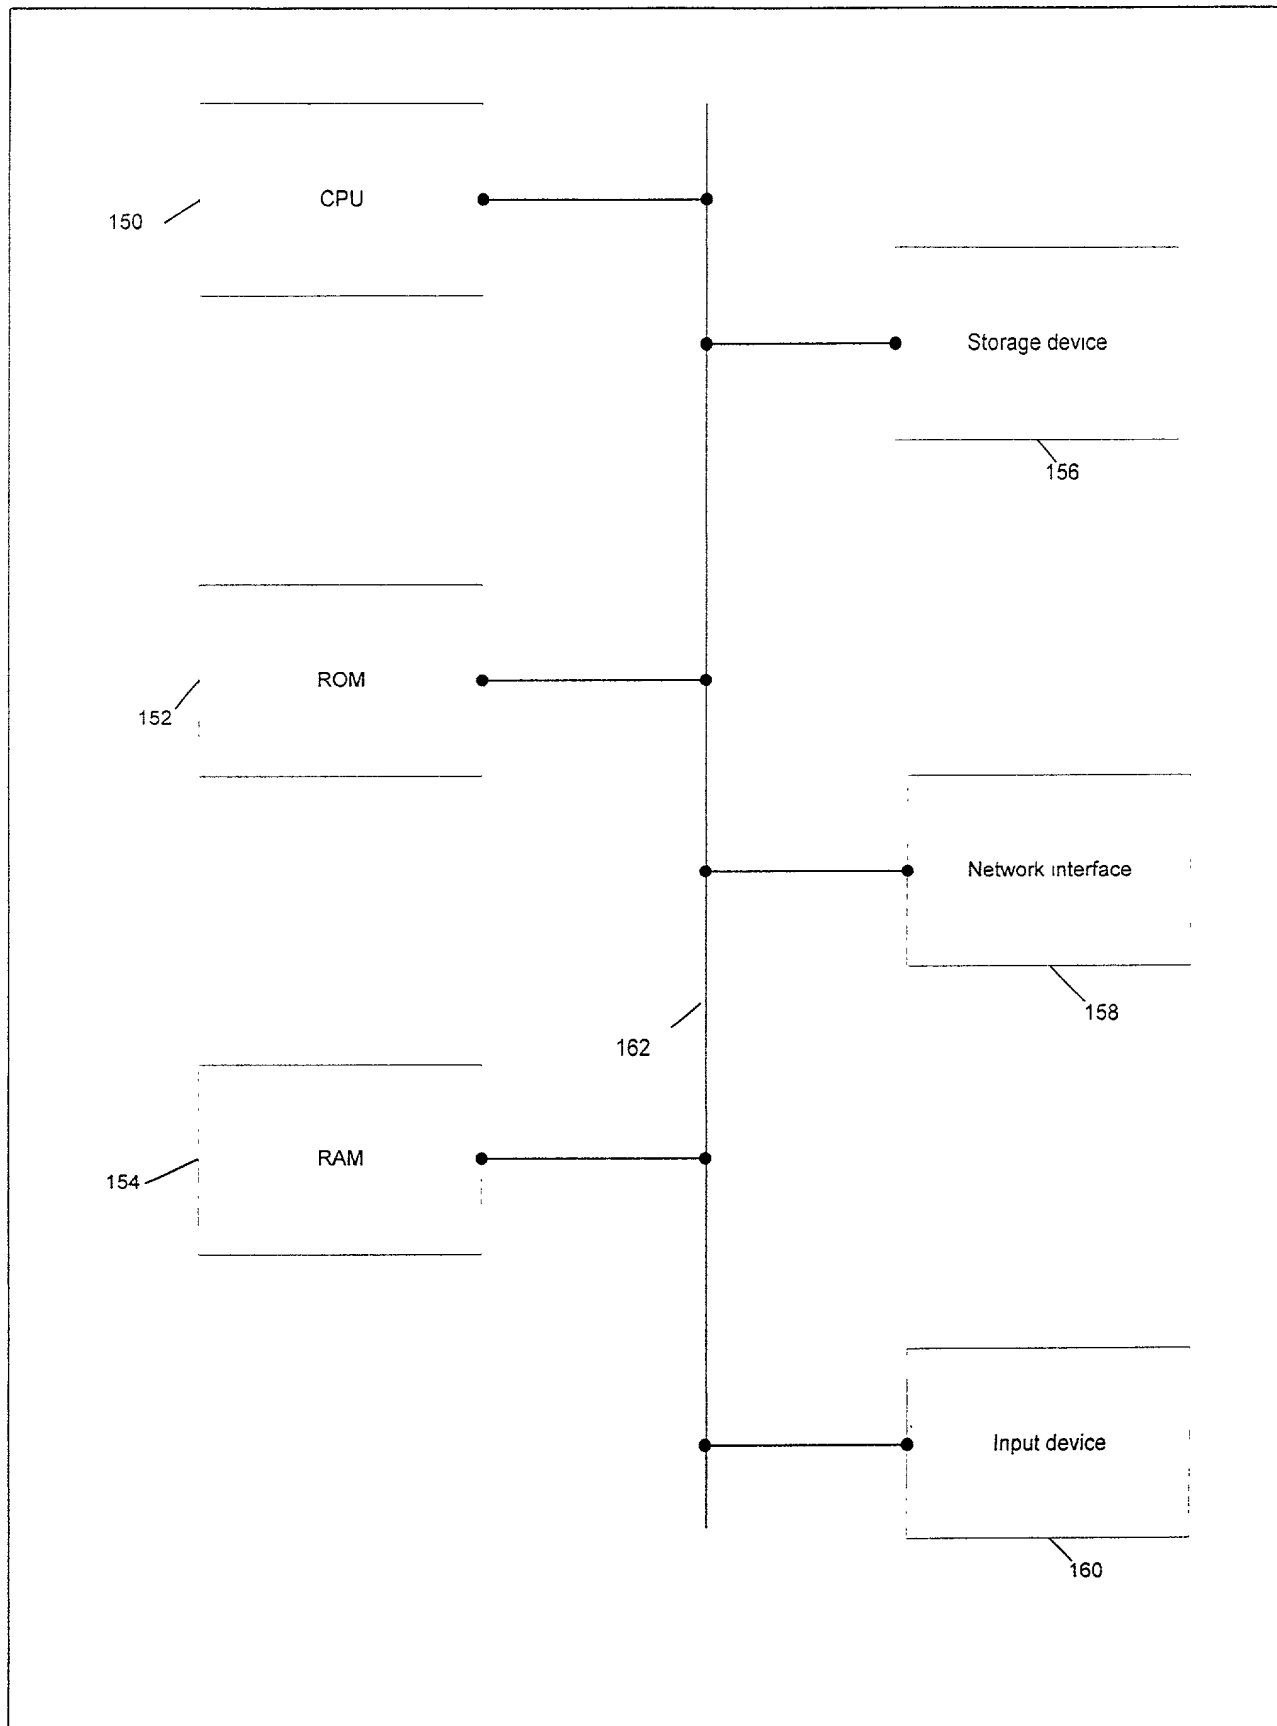 CPU
150
Storage device
156
ROM
152
Network interface
158
162
RAM
154
Input device
160